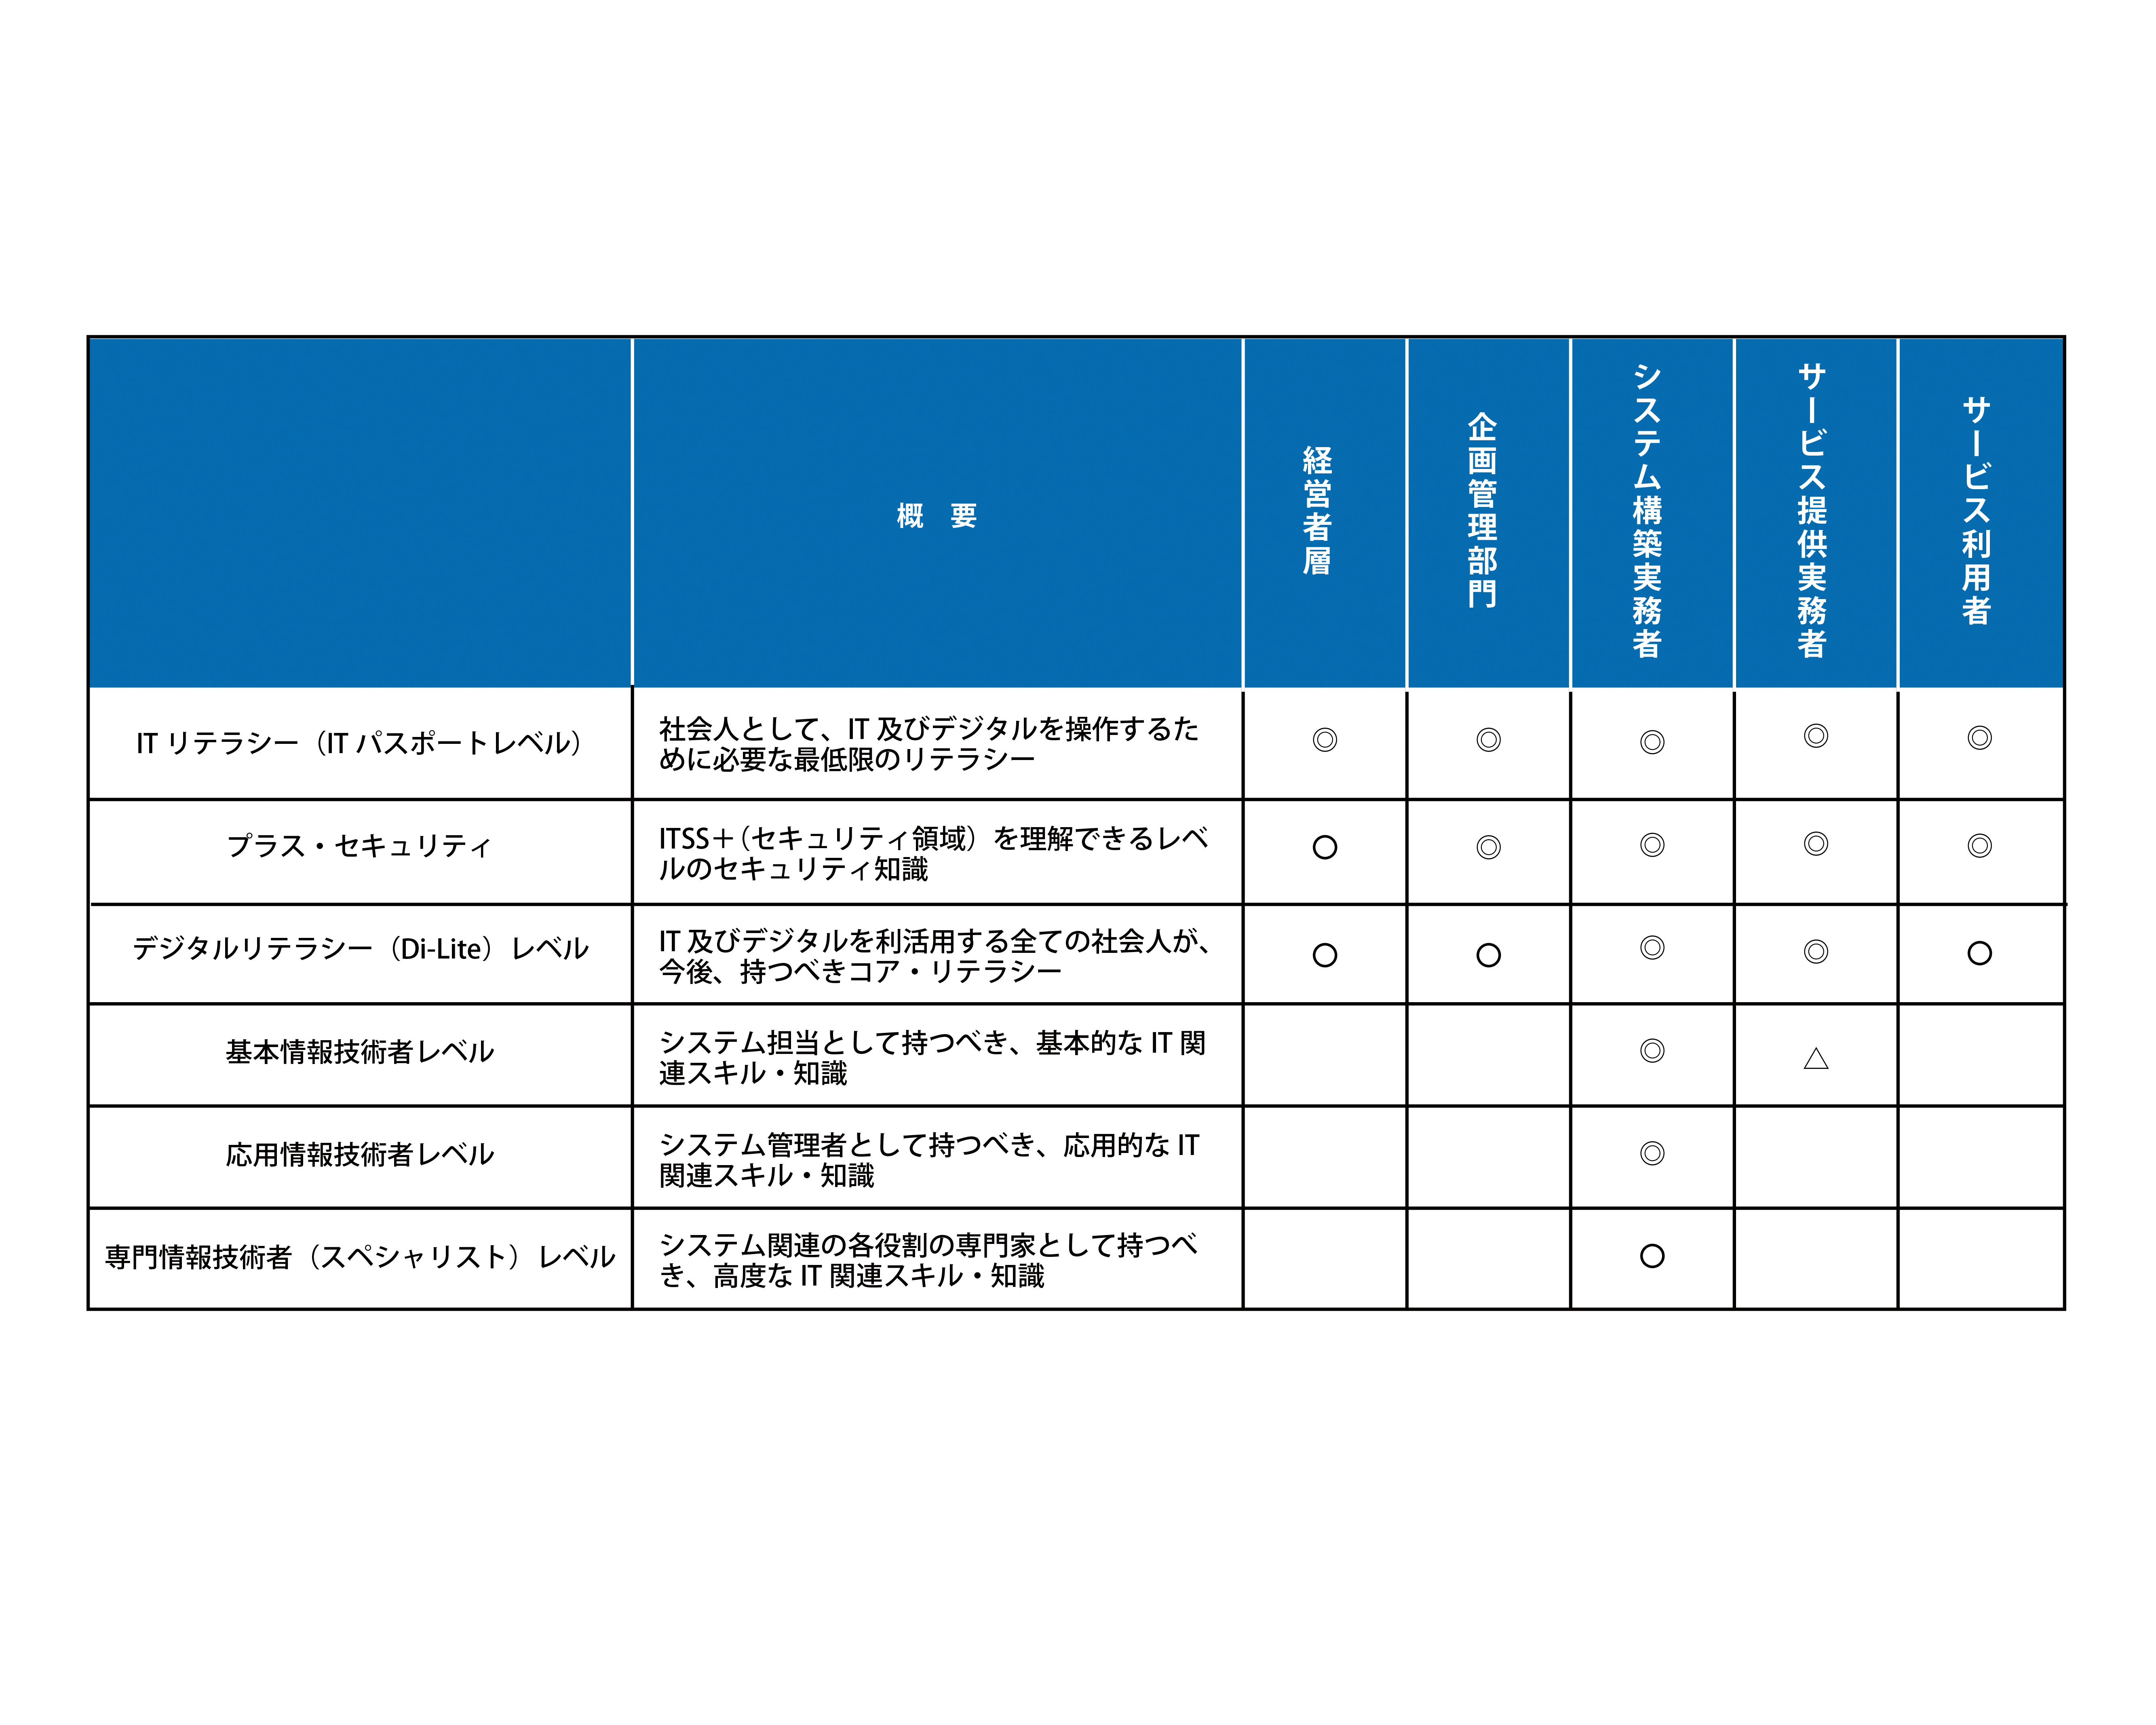 概　要
経営者層
企画管理部門
システム構築実務者
サービス提供実務者
サービス利用者
IT リテラシー（IT パスポートレベル）
社会人として、IT 及びデジタルを操作するた
めに必要な最低限のリテラシー
◎
◎
◎
◎
◎
プラス・セキュリティ
ITSS＋（セキュリティ領域）を理解できるレベ
ルのセキュリティ知識
○
◎
◎
◎
◎
デジタルリテラシー（Di-Lite）レベル
IT 及びデジタルを利活用する全ての社会人が、
今後、持つべきコア・リテラシー
○
○
◎
◎
○
基本情報技術者レベル
システム担当として持つべき、基本的な IT 関
連スキル・知識
◎
△
応用情報技術者レベル
システム管理者として持つべき、応用的な IT
関連スキル・知識
◎
専門情報技術者（スペシャリスト）レベル
システム関連の各役割の専門家として持つべ
き、高度な IT 関連スキル・知識
○